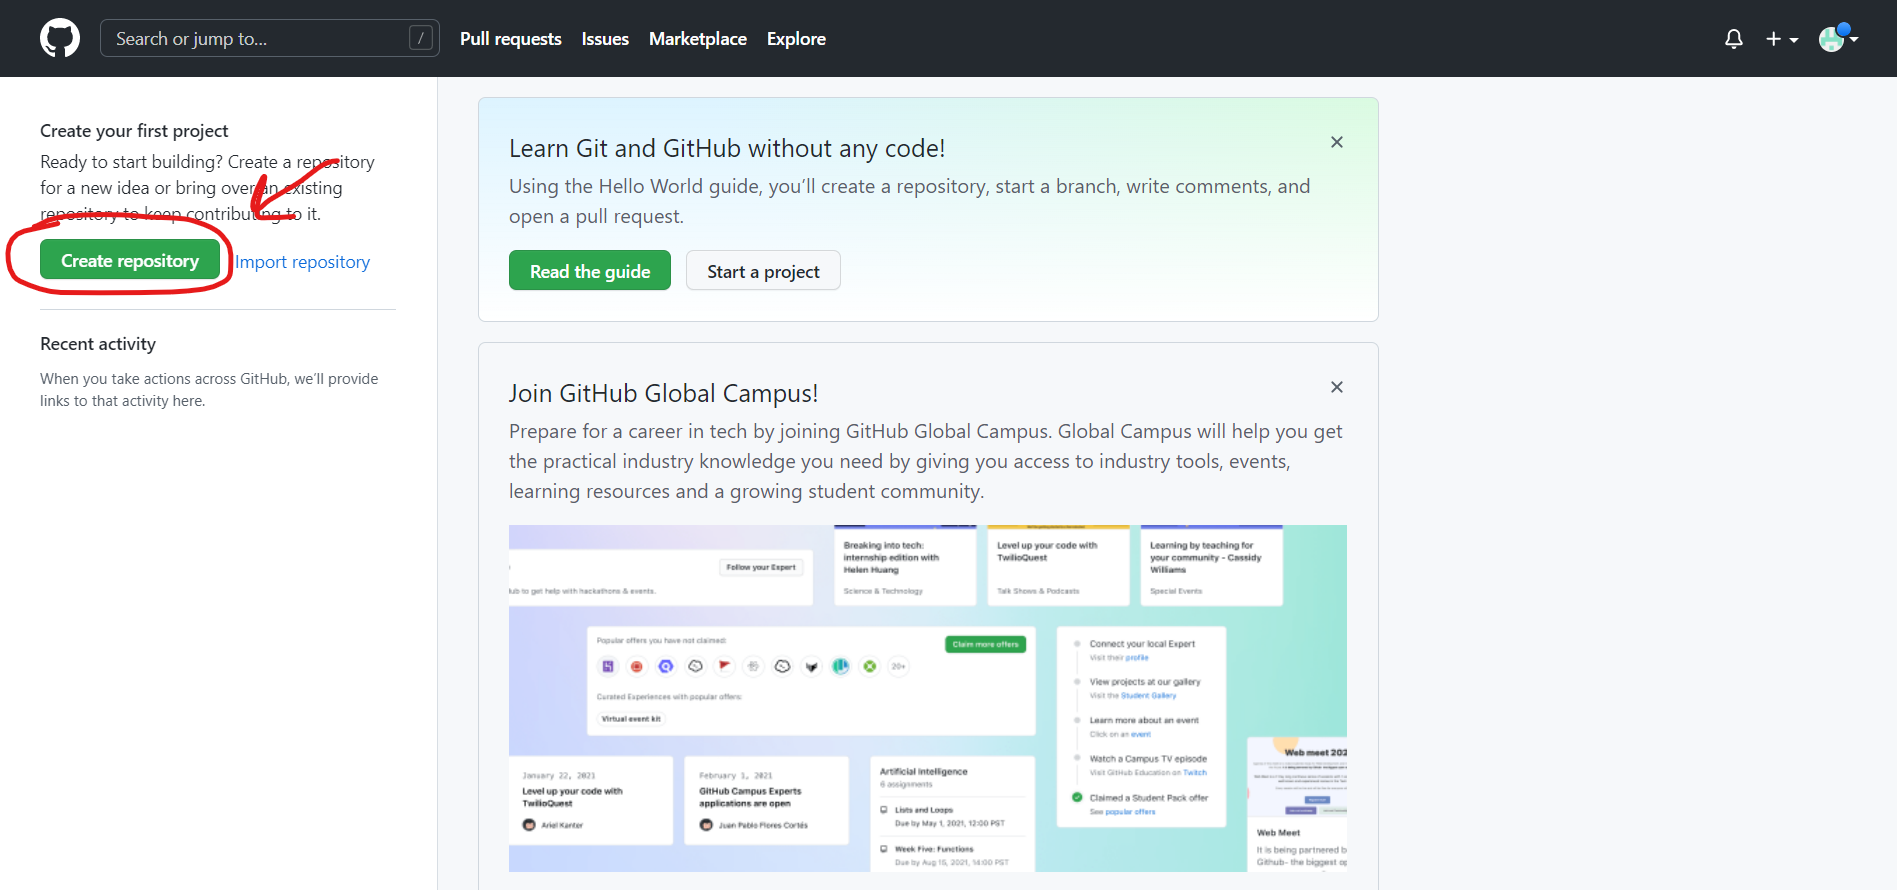 Search or jump to...
/
Pull requests
Issues
Marketplace
Explore
Create your first project
Ready to start building? Create a repository
for a new idea or bring over an existing
repository to keep contributing to it.
Create repository
Import repository
Recent activity
When you take actions across GitHub, we'll provide
links to that activity here.
Learn Git and GitHub without any code!
Using the Hello World guide, you'll create a repository, start a branch, write comments, and
open a pull request.
Read the guide
Start a project
Join GitHub Global Campus!
Prepare for a career in tech by joining GitHub Global Campus. Global Campus will help you get
the practical industry knowledge you need by giving you access to industry tools, events,
learning resources and a growing student community.
Follow your Expert
to get help with hackathons & events.
Breaking into tech:
internship edition with
Helen Huang
Science & Technology
Level up your code with
TwilioQuest
Talk Shows & Podcasts
Learning by teaching for
your community - Cassidy
Williams
Special Events
Popular offers you have not claimed:
Claim more offers
20+
Curated Experiences with popular offers:
Virtual event kit
Connect your local Expert
Visit their profile
View projects at our gallery
Visit the Student Gallery
Learn more about an event
Click on an event
Watch a Campus TV episode
Visit GitHub Education on Twitch
Claimed a Student Pack offer
See popular offers
January 22, 2021
Level up your code with
TwilioQuest
Ariel Kanter
February 1, 2021
GitHub Campus Experts
applications are open
Juan Pablo Flores Cortés
Artificial Intelligence
6 assignments
Lists and Loops
Due by May 1, 2021, 12:00 PST
Week Five: Functions
Due by Aug 15, 2021, 14:00 PST
Web meet 202
Web Meet
It is being partnered b
Github- the biggest op